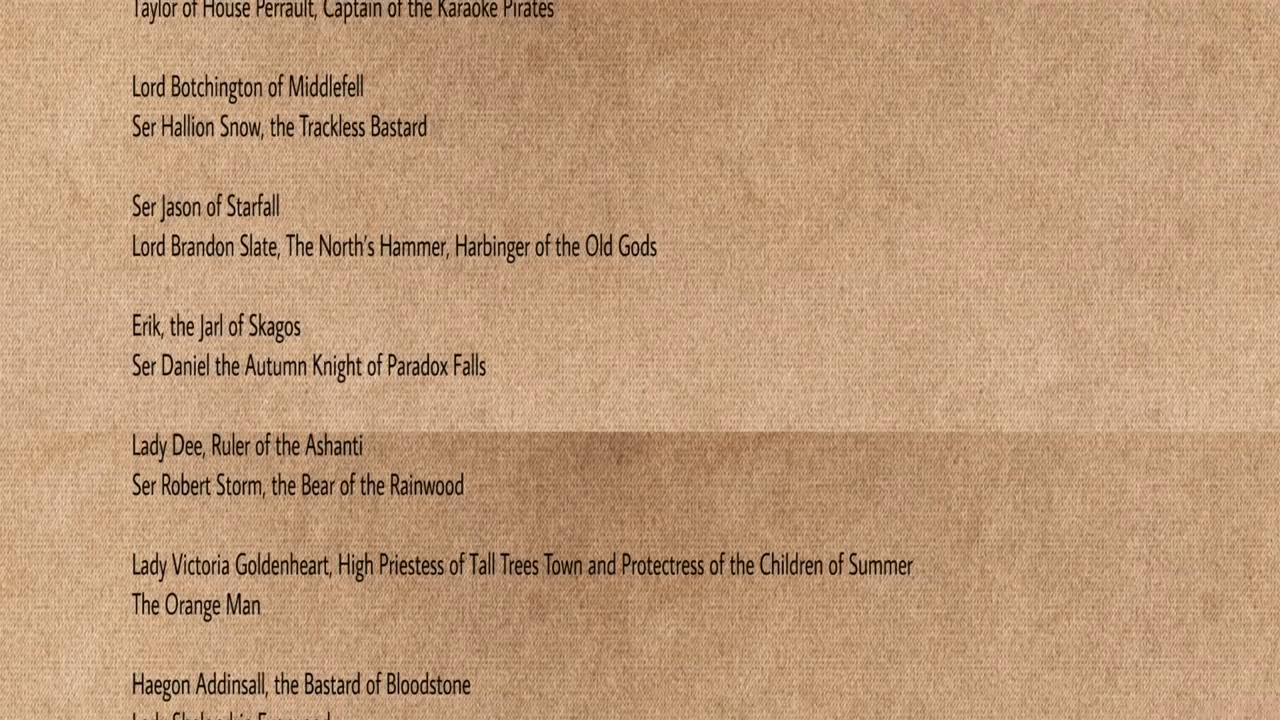 Taylor of House Perrault, Captain of the Karaoke Pirates
Lord Botchington of Middlefell
Ser Hallion Snow, the Trackless Bastard
Ser Jason of Starfall
Lord Brandon Slate, The North's Hammer, Harbinger of the Old Gods
Erik, the Jarl of Skagos
Ser Daniel the Autumn Knight of Paradox Falls
Lady Dee, Ruler of the Ashanti
Ser Robert Storm, the Bear of the Rainwood
Lady Victoria Goldenheart, High Priestess of Tall Trees Town and Protectress of the Children of Summer
The Orange Man
Haegon Addinsall, the Bastard of Bloodstone
Lady